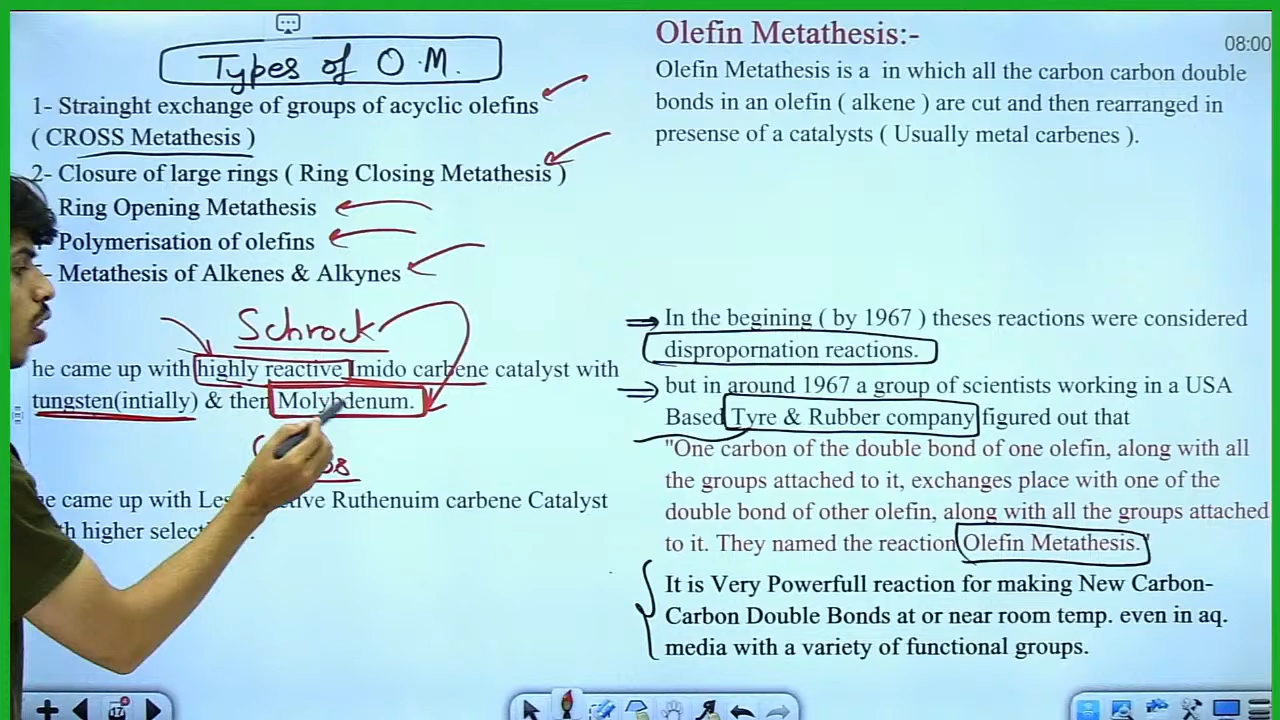 Types of O.M.
1- Strainght exchange of groups of acyclic olefins
( CROSS Metathesis )
2- Closure of large rings ( Ring Closing Metathesis )
Ring Opening Metathesis
Polymerisation of olefins
Metathesis of Alkenes & Alkynes
Schrock
he came up with highly reactive Imido carbene catalyst with
tungsten(intially) & then Molybdenum.
he came up with Ruthenuim carbene Catalyst
higher
Olefin Metathesis:-
08:00
Olefin Metathesis is a in which all the carbon carbon double
bonds in an olefin ( alkene ) are cut and then rearranged in
presense of a catalysts ( Usually metal carbenes ).
In the begining ( by 1967 ) theses reactions were considered
dispropornation reactions.
but in around 1967 a group of scientists working in a USA
Based Tyre & Rubber company figured out that
"One carbon of the double bond of one olefin, along with all
the groups attached to it, exchanges place with one of the
double bond of other olefin, along with all the groups attached
to it. They named the reaction Olefin Metathesis."
It is Very Powerfull reaction for making New Carbon-
Carbon Double Bonds at or near room temp. even in aq.
media with a variety of functional groups.